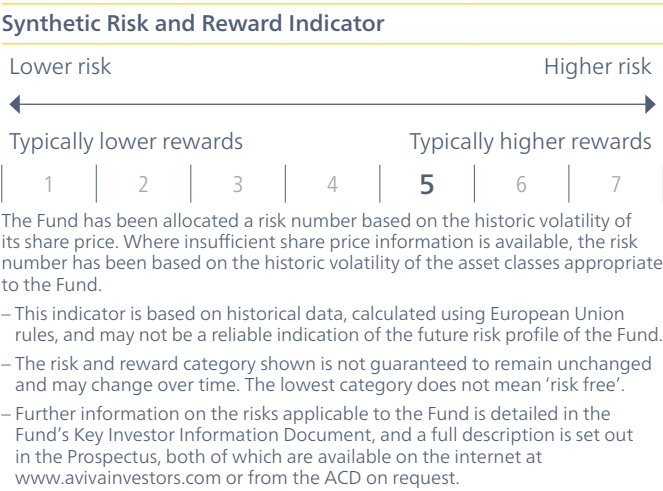 Synthetic Risk and Reward Indicator
Lower risk Higher risk
Typically lower rewards Typically higher rewards
1 2 3 4 5 6 7
The Fund has been allocated a risk number based on the historic volatility of
its share price. Where insufficient share price information is available, the risk
number has been based on the historic volatility of the asset classes appropriate
to the Fund.
– This indicator is based on historical data, calculated using European Union
rules, and may not be a reliable indication of the future risk profile of the Fund.
– The risk and reward category shown is not guaranteed to remain unchanged
and may change over time. The lowest category does not mean ‘risk free’.
– Further information on the risks applicable to the Fund is detailed in the
Fund’s Key Investor Information Document, and a full description is set out
in the Prospectus, both of which are available on the internet at
www.avivainvestors.com or from the ACD on request.